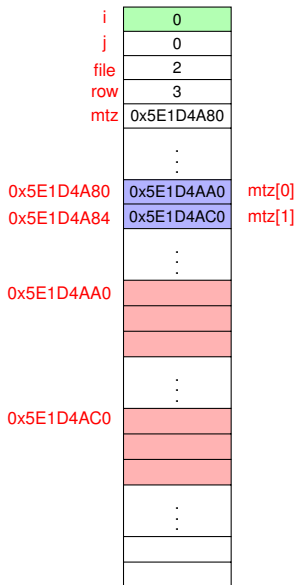 i 0
j 0
file 2
row 3
mtz 0x5E1D4A80
0x5E1D4A80 0x5E1D4AA0 mtz[0]
0x5E1D4A84 0x5E1D4AC0 mtz[1]
0x5E1D4AA0
0x5E1D4AC0